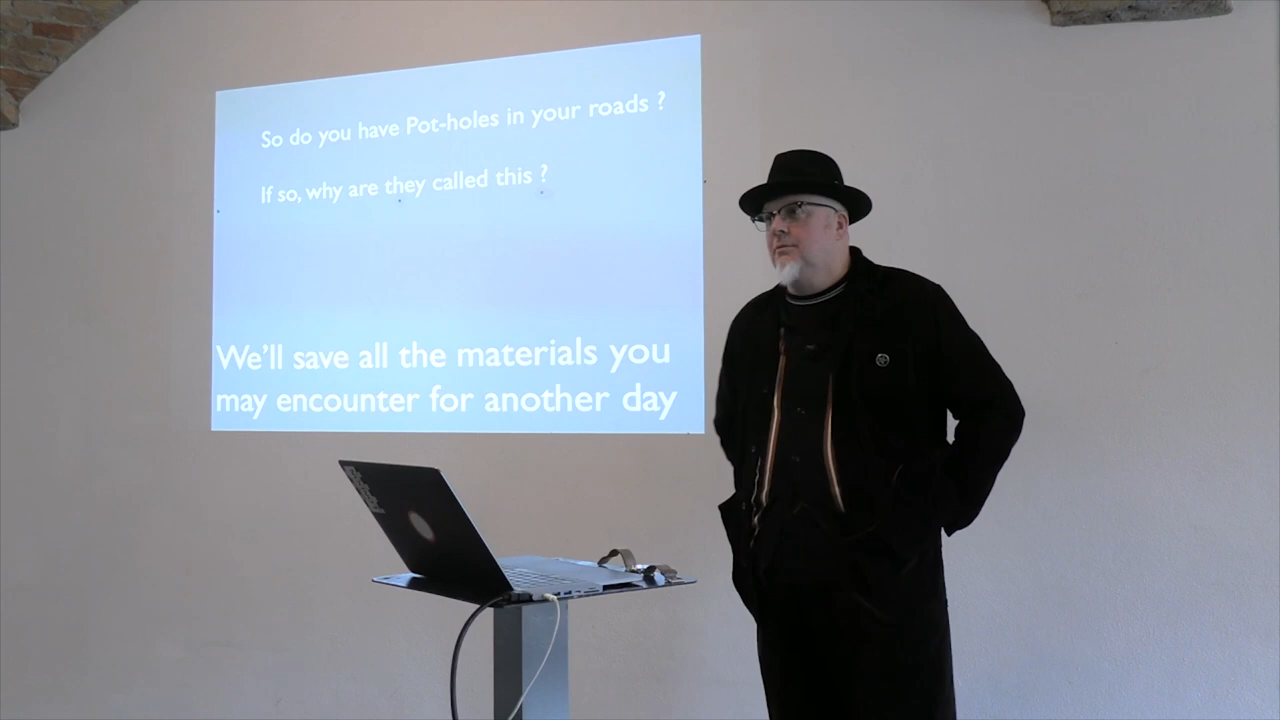 So do you have Pot-holes in your roads ?
If so, why are they called this ?
We'll save all the materials you
may encounter for another day